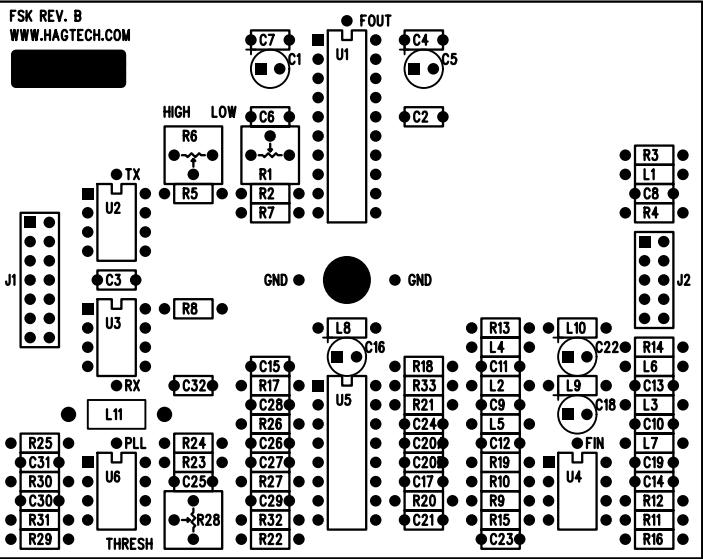 FSK REV. B
WWW.HAGTECH.COM
FOUT
C7
C4
U1
C1
C5
HIGH LOW
C6
C2
R6
R3
R1
TX
L1
R5
R2
C8
U2
R7
R4
J1
C3
GND
GND
J2
U3
R8
L8
R13
L10
C15
C16
R18
L4
C22
R14
C11
L6
RX
C32
R17
U5
R33
L2
L9
C13
L11
C28
R21
C9
C18
L3
R26
C24
L5
C10
R25
PLL
R24
C26
C20
C12
FIN
L7
C31
U6
R23
C27
C20
R19
U4
C19
R30
C25
R27
C17
R10
C14
C30
C29
R20
R9
R12
R31
R28
R32
C21
R15
R11
R29
THRESH
R22
C23
R16